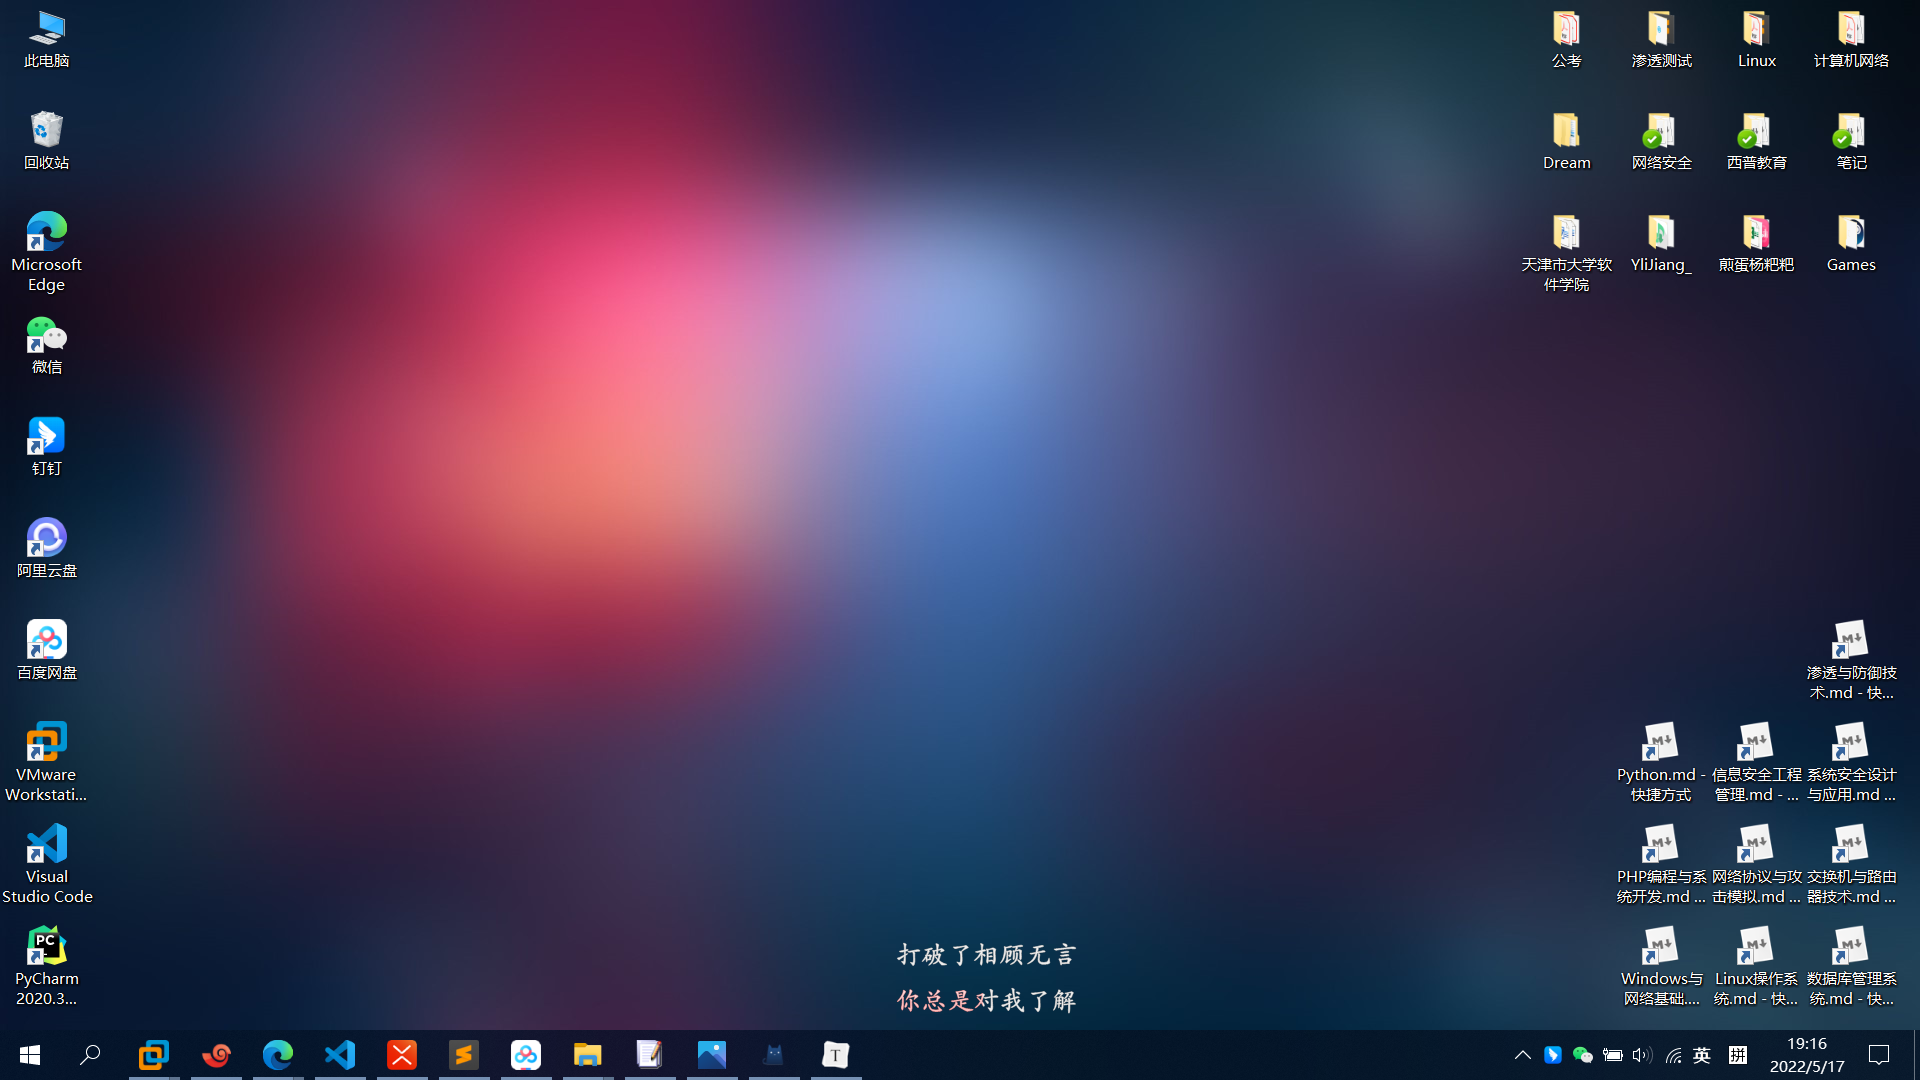 此电脑
回收站
Microsoft
Edge
微信
钉钉
阿里云盘
百度网盘
VMware
Workstati...
Visual
Studio Code
PC
PyCharm
2020.3...
公考
渗透测试
Linux
计算机网络
Dream
网络安全
西普教育
笔记
天津市大学软
件学院
YliJiang_
煎蛋杨粑粑
Games
渗透与防御技
术.md - 快...
Python.md -
快捷方式
信息安全工程
管理.md - ...
系统安全设计
与应用.md ...
PHP编程与系
统开发.md ...
网络协议与攻
击模拟.md ...
交换机与路由
器技术.md ...
Windows与
网络基础....
Linux操作系
统.md - 快...
数据库管理系
统.md - 快...
打破了相顾无言
你总是对我了解
T
英
拼
19:16
2022/5/17